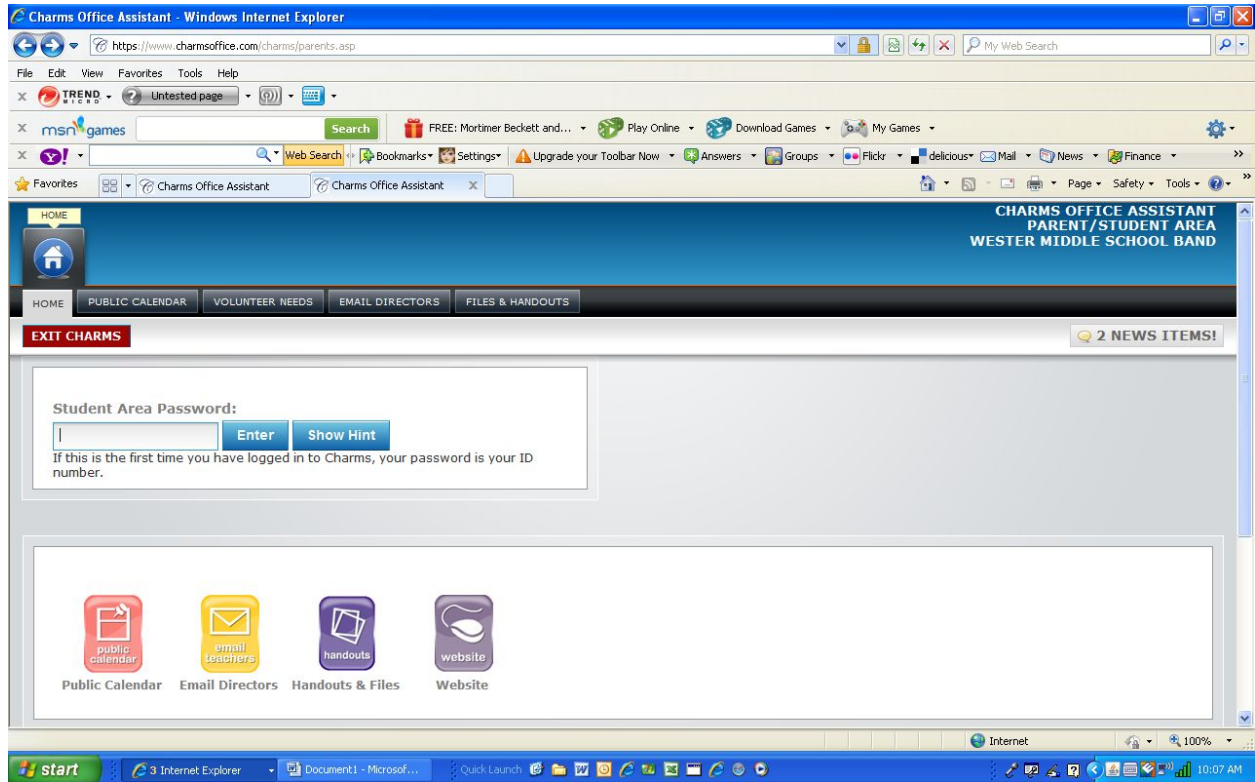 Charms Office Assistant - Windows Internet Explorer
https://www.charmsoffice.com/charms/parents.asp My Web Search
File Edit View Favorites Tools Help
x TREND MICRO Untested page
x msn games Search FREE: Mortimer Beckett and... Play Online Download Games My Games
x Y! Web Search Bookmarks Settings Upgrade your Toolbar Now Answers Groups Flickr delicious Mail News Finance »
Favorites Charms Office Assistant Charms Office Assistant x Page Safety Tools »
HOME
CHARMS OFFICE ASSISTANT
PARENT/STUDENT AREA
WESTER MIDDLE SCHOOL BAND
HOME PUBLIC CALENDAR VOLUNTEER NEEDS EMAIL DIRECTORS FILES & HANDOUTS
EXIT CHARMS 2 NEWS ITEMS!
Student Area Password:
Enter Show Hint
If this is the first time you have logged in to Charms, your password is your ID
number.
public calendar email teachers handouts website
Public Calendar Email Directors Handouts & Files Website
Internet 100%
start 3 Internet Explorer Document1 - Microsof... Quick Launch 10:07 AM